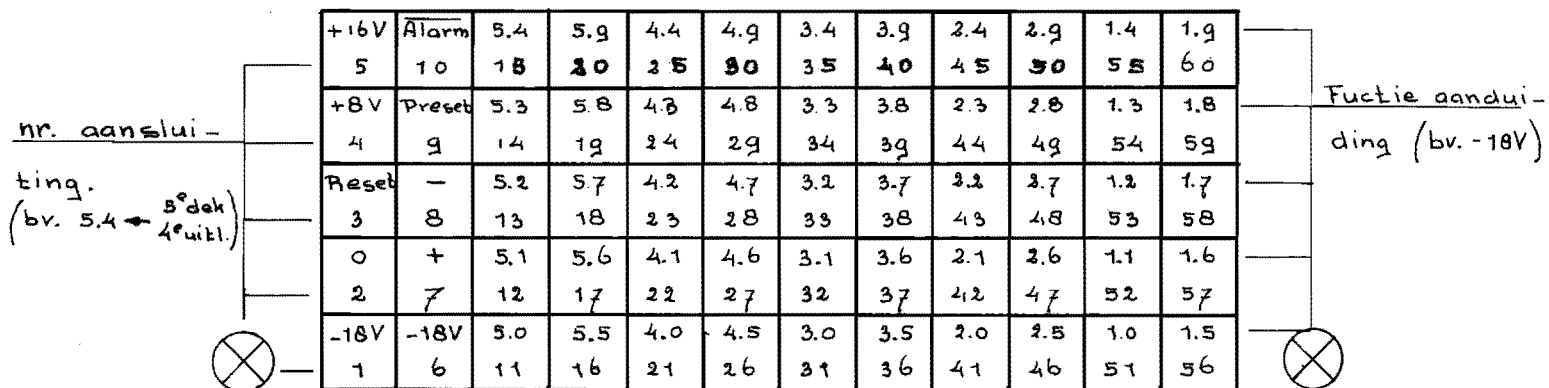 +16V Alarm 5.4 5.9 4.4 4.9 3.4 3.9 2.4 2.9 1.4 1.9
5 10 15 20 25 30 35 40 45 50 55 60
+8V Preset 5.3 5.8 4.3 4.8 3.3 3.8 2.3 2.8 1.3 1.8
4 9 14 19 24 29 34 39 44 49 54 59
Reset – 5.2 5.7 4.2 4.7 3.2 3.7 2.2 2.7 1.2 1.7
3 8 13 18 23 28 33 38 43 48 53 58
0 + 5.1 5.6 4.1 4.6 3.1 3.6 2.1 2.6 1.1 1.6
2 7 12 17 22 27 32 37 42 47 52 57
-18V -18V 5.0 5.5 4.0 4.5 3.0 3.5 2.0 2.5 1.0 1.5
1 6 11 16 21 26 31 36 41 46 51 56
nr. aanslui-
ting.
(bv. 5.4 ← 5e dek
4e uitl.)
Fuctie aandui-
ding (bv. -18V)